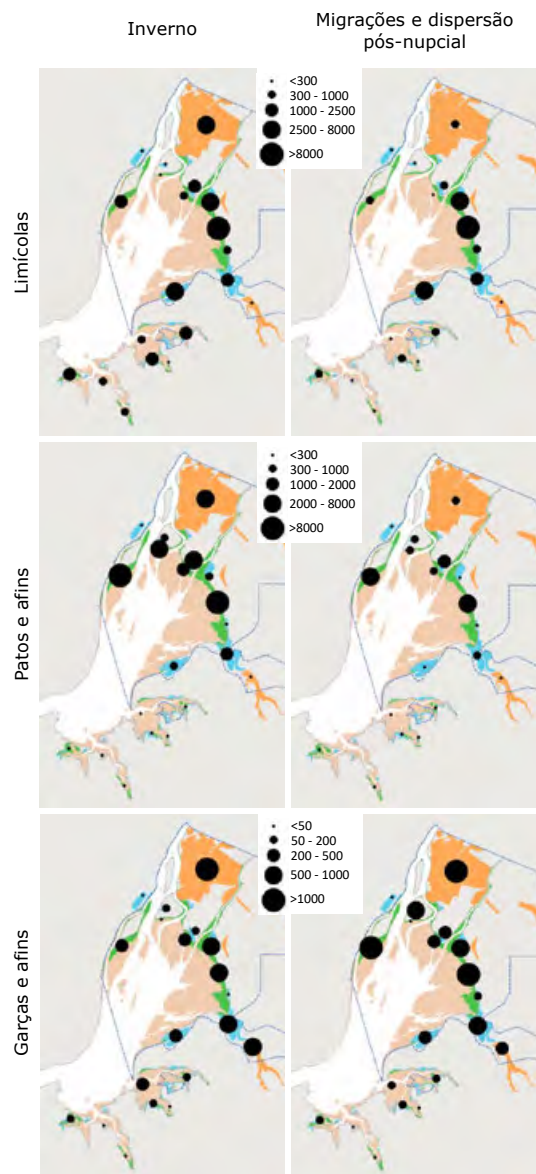 Inverno
Migrações e dispersão
pós-nupcial
Limícolas
<300
300 - 1000
1000 - 2500
2500 - 8000
>8000
Patos e afins
<300
300 - 1000
1000 - 2000
2000 - 8000
>8000
Garças e afins
<50
50 - 200
200 - 500
500 - 1000
>1000